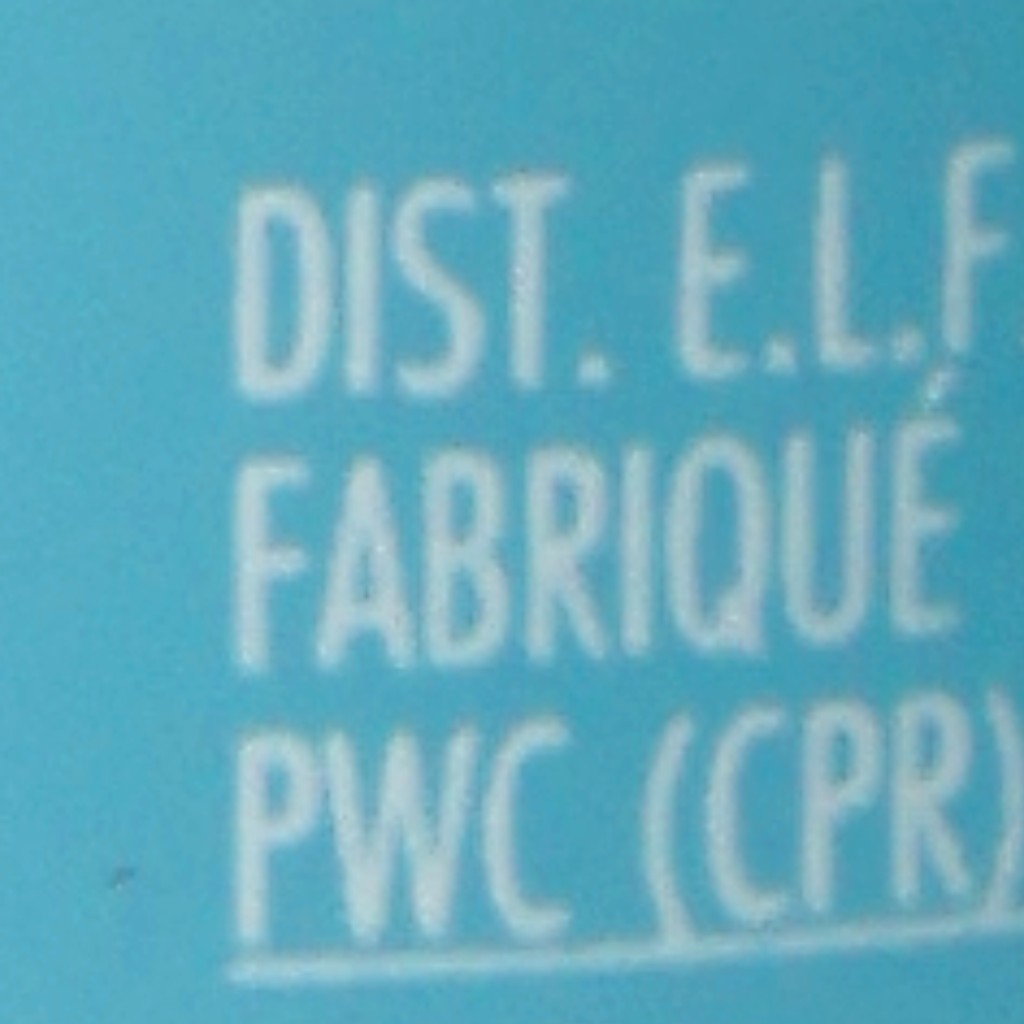 DIST. E.L.F.
FABRIQUÉ
PWC (CPR)